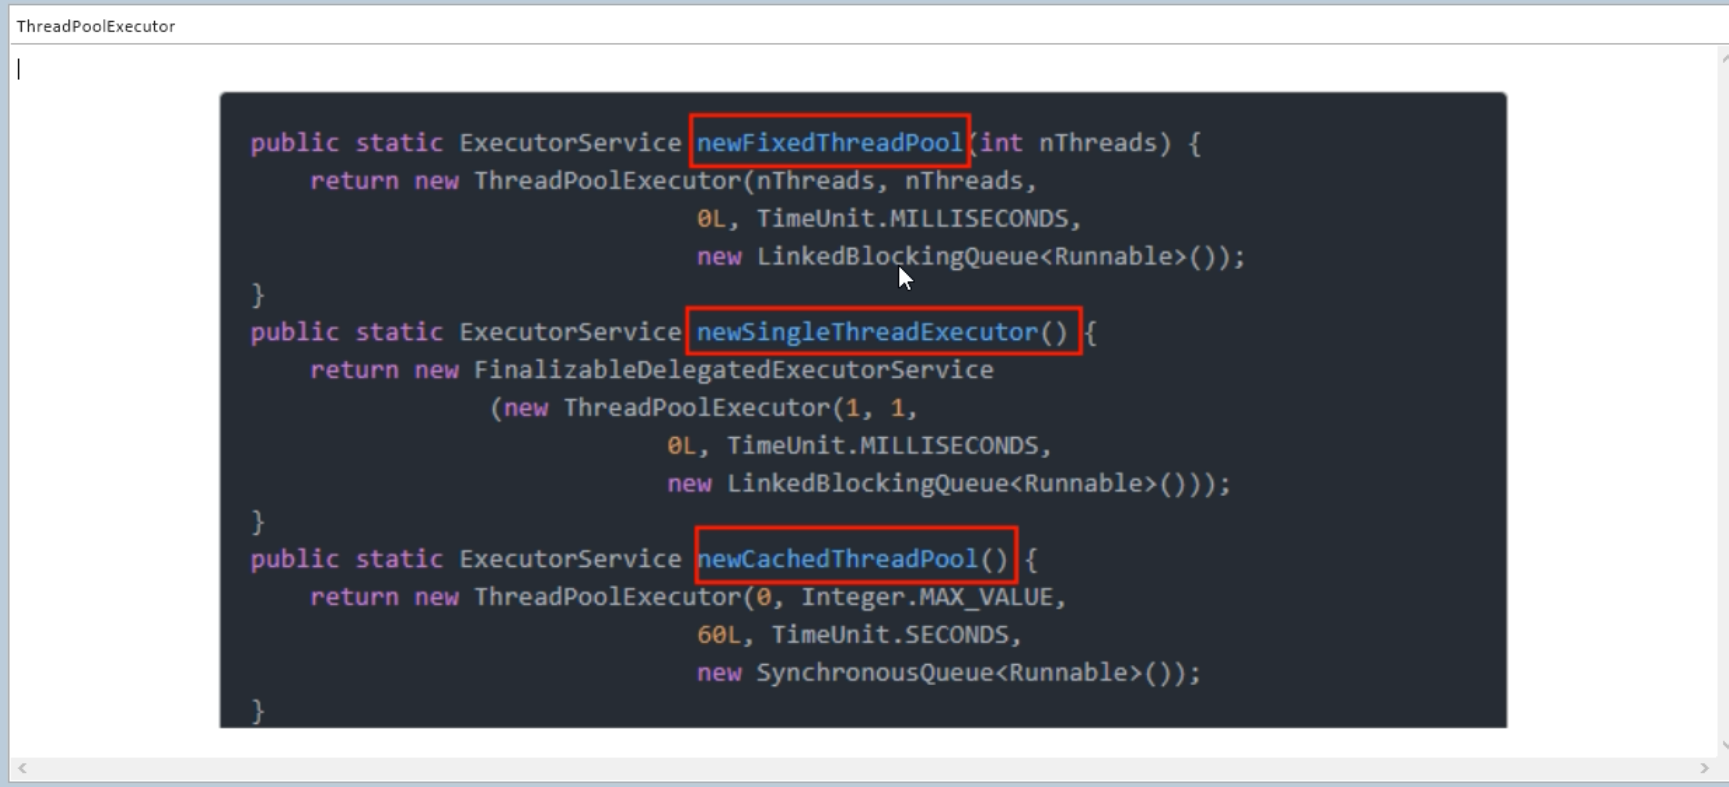 ThreadPoolExecutor
public static ExecutorService newFixedThreadPool(int nThreads) {
return new ThreadPoolExecutor(nThreads, nThreads,
0L, TimeUnit.MILLISECONDS,
new LinkedBlockingQueue<Runnable>());
}
public static ExecutorService newSingleThreadExecutor() {
return new FinalizableDelegatedExecutorService
(new ThreadPoolExecutor(1, 1,
0L, TimeUnit.MILLISECONDS,
new LinkedBlockingQueue<Runnable>()));
}
public static ExecutorService newCachedThreadPool() {
return new ThreadPoolExecutor(0, Integer.MAX_VALUE,
60L, TimeUnit.SECONDS,
new SynchronousQueue<Runnable>());
}